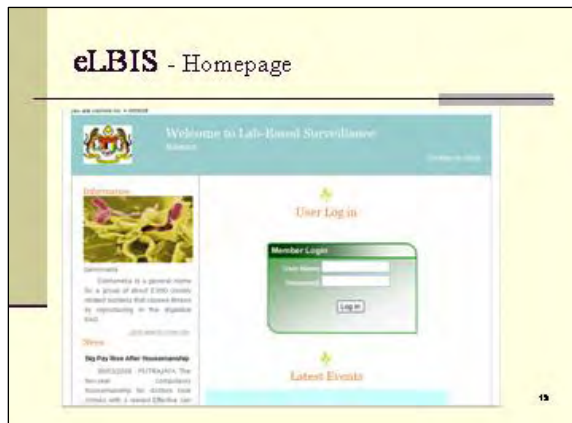 eLBIS - Homepage
Welcome to Lab-Based Surveillance
Information
User Log in
Member Login
User Name
Password
Log in
Salmonella is a general name
for a group of about 2,000 closely
related bacteria that causes illness
by reproducing in the digestive
tract.
News
Big Pay Rise After Housemanship
PUTRAJAYA: The
two-year compulsory
housemanship for doctors now
comes with a reward Effective Jan
Latest Events